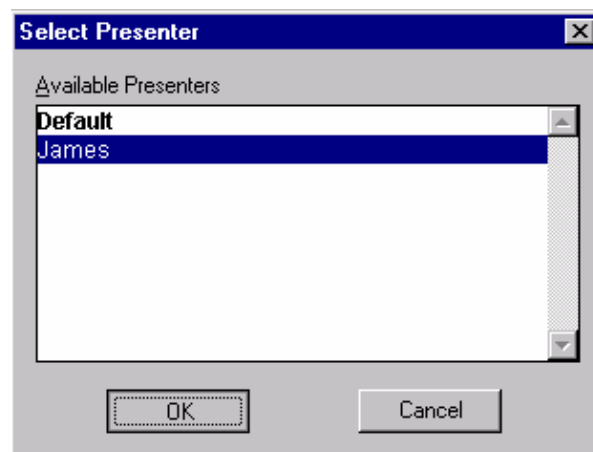 Select Presenter
Available Presenters
Default
James
OK
Cancel